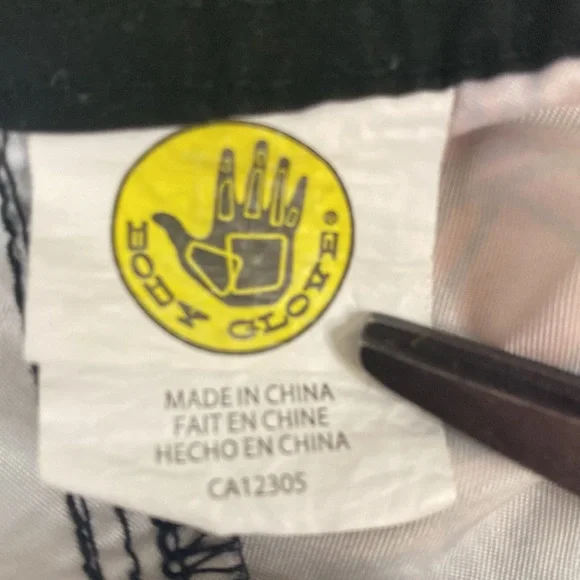 BODY GLOVE®
MADE IN CHINA
FAIT EN CHINE
HECHO EN CHINA
CA12305